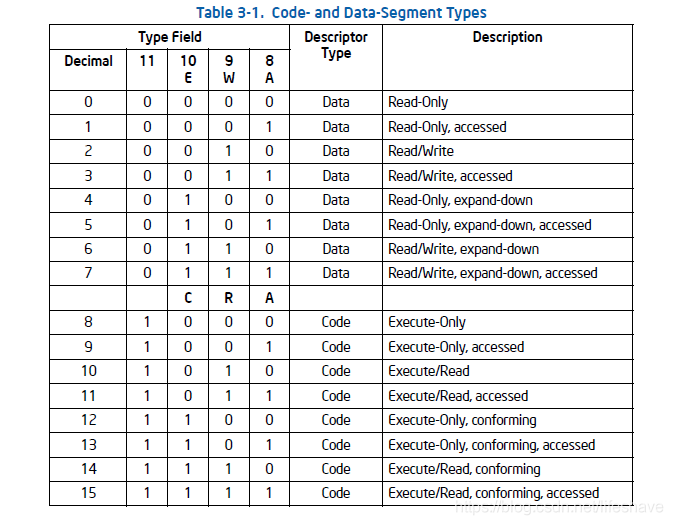 Table 3-1. Code- and Data-Segment Types
Type Field Descriptor Type Description
Decimal 11 10 E 9 W 8 A
0 0 0 0 0 Data Read-Only
1 0 0 0 1 Data Read-Only, accessed
2 0 0 1 0 Data Read/Write
3 0 0 1 1 Data Read/Write, accessed
4 0 1 0 0 Data Read-Only, expand-down
5 0 1 0 1 Data Read-Only, expand-down, accessed
6 0 1 1 0 Data Read/Write, expand-down
7 0 1 1 1 Data Read/Write, expand-down, accessed
C R A
8 1 0 0 0 Code Execute-Only
9 1 0 0 1 Code Execute-Only, accessed
10 1 0 1 0 Code Execute/Read
11 1 0 1 1 Code Execute/Read, accessed
12 1 1 0 0 Code Execute-Only, conforming
13 1 1 0 1 Code Execute-Only, conforming, accessed
14 1 1 1 0 Code Execute/Read, conforming
15 1 1 1 1 Code Execute/Read, conforming, accessed